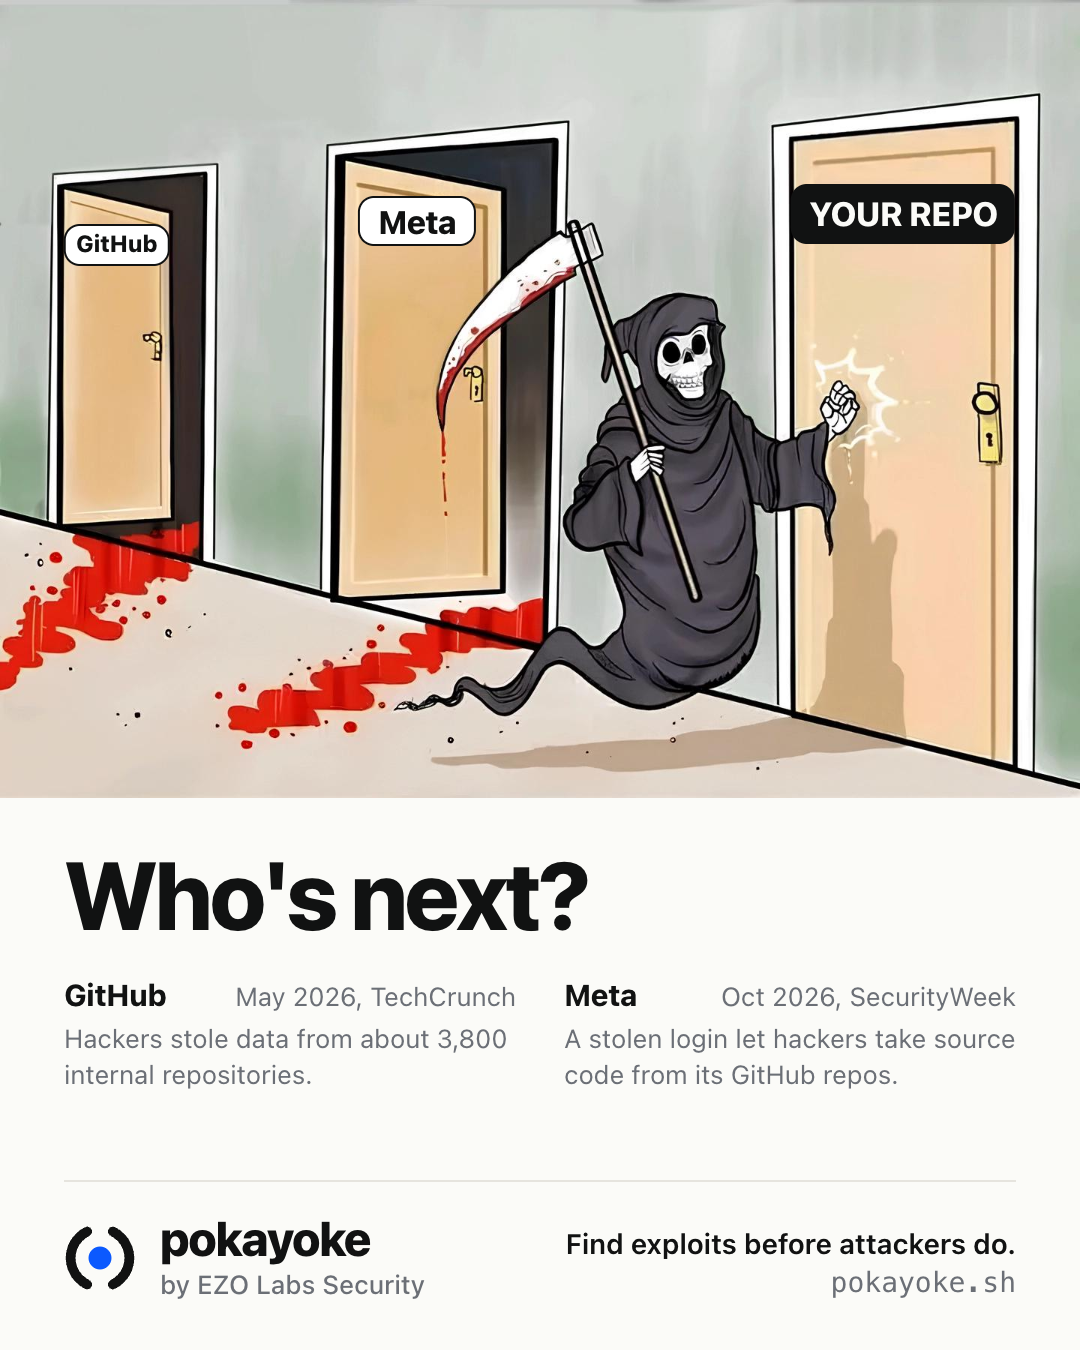 GitHub
Meta
YOUR REPO
Who's next?
GitHub May 2026, TechCrunch
Hackers stole data from about 3,800
internal repositories.
Meta Oct 2026, SecurityWeek
A stolen login let hackers take source
code from its GitHub repos.
pokayoke
by EZO Labs Security
Find exploits before attackers do.
pokayoke.sh